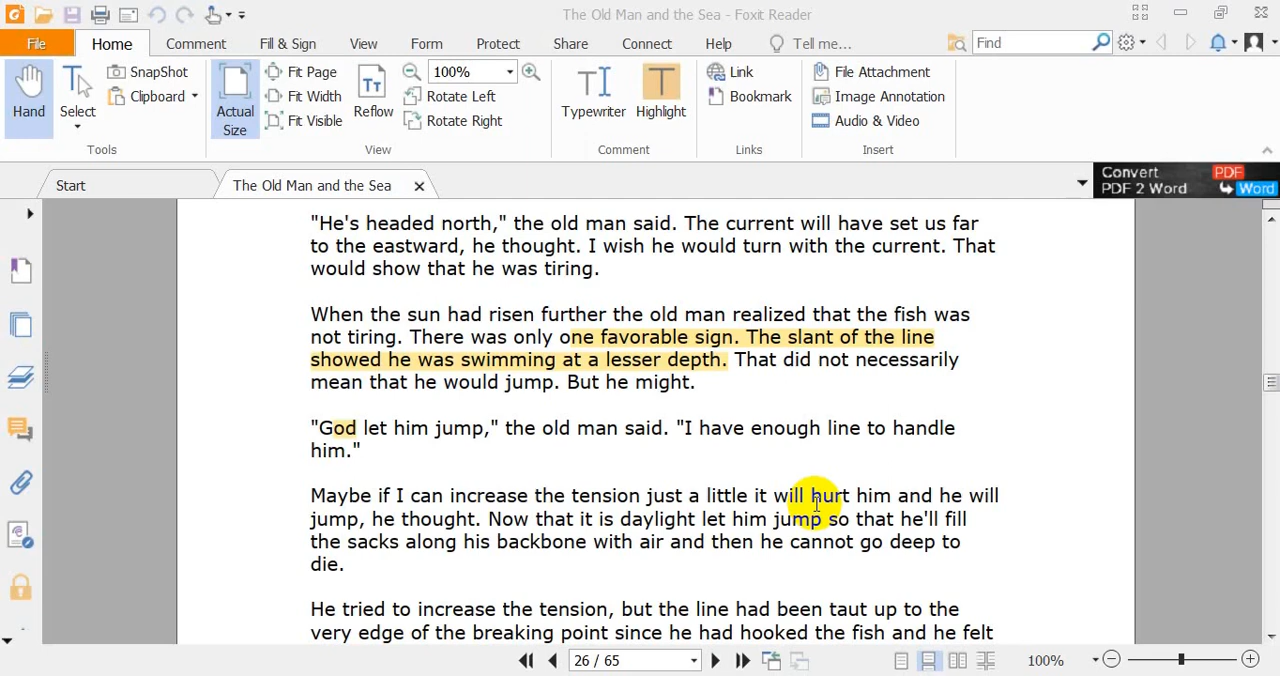 The Old Man and the Sea - Foxit Reader
File Home Comment Fill & Sign View Form Protect Share Connect Help Tell me... Find
Hand
Select
SnapShot
Clipboard
Tools
Actual Size
Fit Page
Fit Width
Fit Visible
Reflow
100%
Rotate Left
Rotate Right
View
Typewriter
Highlight
Comment
Link
Bookmark
Links
File Attachment
Image Annotation
Audio & Video
Insert
Start The Old Man and the Sea
Convert PDF
PDF 2 Word Word
"He's headed north," the old man said. The current will have set us far
to the eastward, he thought. I wish he would turn with the current. That
would show that he was tiring.
When the sun had risen further the old man realized that the fish was
not tiring. There was only one favorable sign. The slant of the line
showed he was swimming at a lesser depth. That did not necessarily
mean that he would jump. But he might.
"God let him jump," the old man said. "I have enough line to handle
him."
Maybe if I can increase the tension just a little it will hurt him and he will
jump, he thought. Now that it is daylight let him jump so that he'll fill
the sacks along his backbone with air and then he cannot go deep to
die.
He tried to increase the tension, but the line had been taut up to the
very edge of the breaking point since he had hooked the fish and he felt
26 / 65 100%